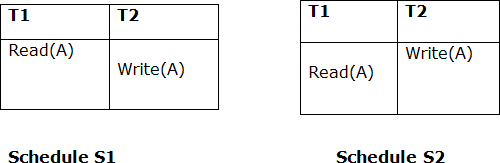 T1 T2
Read(A)
Write(A)
Schedule S1
T1 T2
Write(A)
Read(A)
Schedule S2